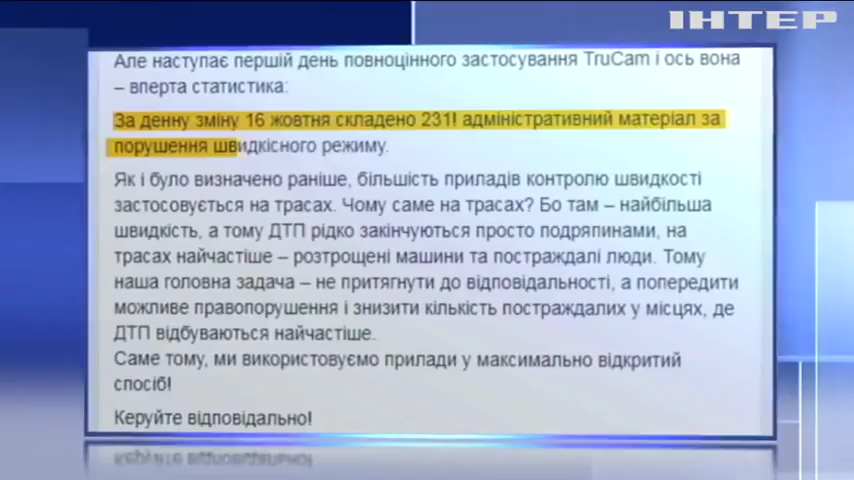 ІНТЕР
Але наступає першій день повноцінного застосування TruCam і ось вона
– вперта статистика:
За денну зміну 16 жовтня складено 231! адміністративний матеріал за
порушення швидкісного режиму.
Як і було визначено раніше, більшість приладів контролю швидкості
застосовується на трасах. Чому саме на трасах? Бо там – найбільша
швидкість, а тому ДТП рідко закінчуються просто подряпинами, на
трасах найчастіше – розтрощені машини та постраждалі люди. Тому
наша головна задача – не притягнути до відповідальності, а попередити
можливе правопорушення і знизити кількість постраждалих у місцях, де
ДТП відбуваються найчастіше.
Саме тому, ми використовуємо прилади у максимально відкритий
спосіб!
Керуйте відповідально!